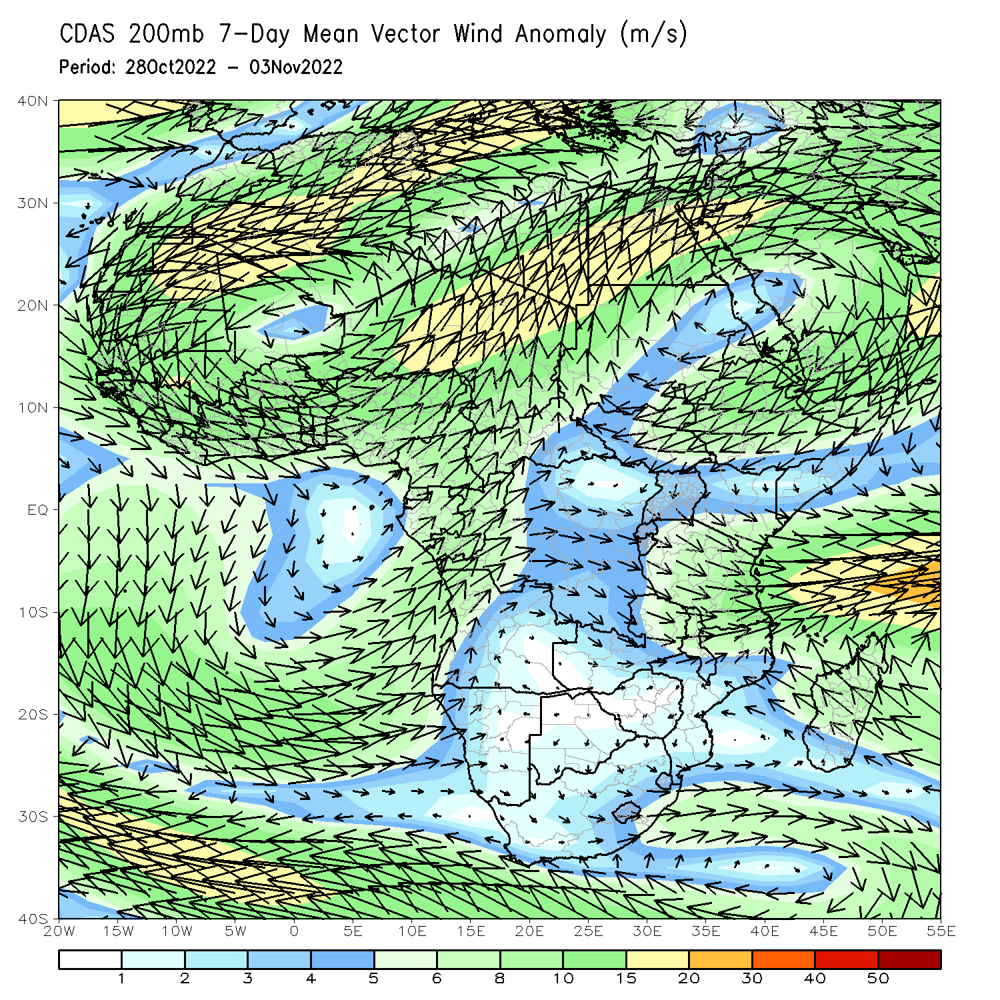 CDAS 200mb 7-Day Mean Vector Wind Anomaly (m/s)
Period: 28Oct2022 - 03Nov2022
40N
30N
20N
10N
EQ
10S
20S
30S
40S
20W 15W 10W 5W 0 5E 10E 15E 20E 25E 30E 35E 40E 45E 50E 55E
1 2 3 4 5 6 8 10 15 20 30 40 50